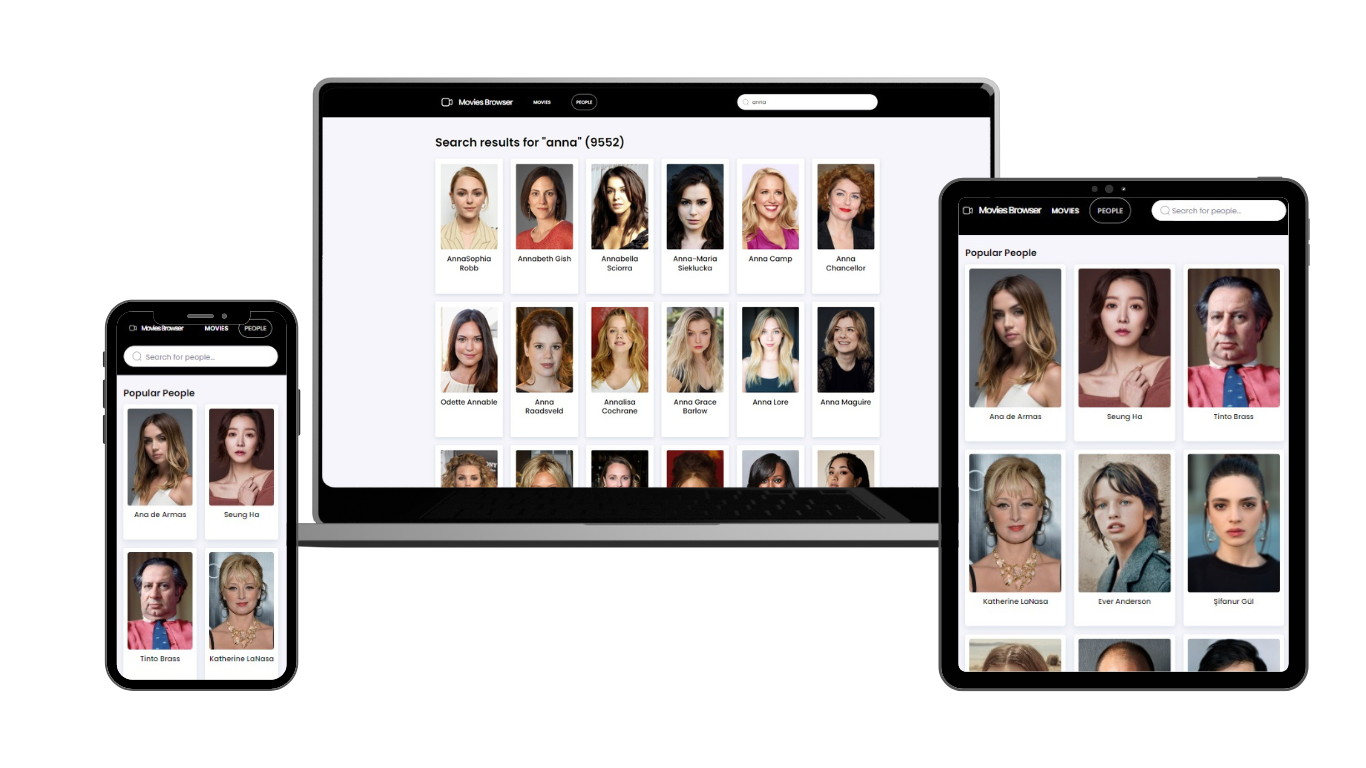 Movies Browser
MOVIES
PEOPLE
anna
Search results for "anna" (9552)
AnnaSophia
Robb
Annabeth Gish
Annabella
Sciorra
Anna-Maria
Sieklucka
Anna Camp
Anna
Chancellor
Odette Annable
Anna
Raadsveld
Annalisa
Cochrane
Anna Grace
Barlow
Anna Lore
Anna Maguire
Movies Browser
MOVIES
PEOPLE
Search for people...
Popular People
Ana de Armas
Seung Ha
Tinto Brass
Katherine LaNasa
Ever Anderson
Şifanur Gül
Movies Browser
MOVIES
PEOPLE
Search for people...
Popular People
Ana de Armas
Seung Ha
Tinto Brass
Katherine LaNasa